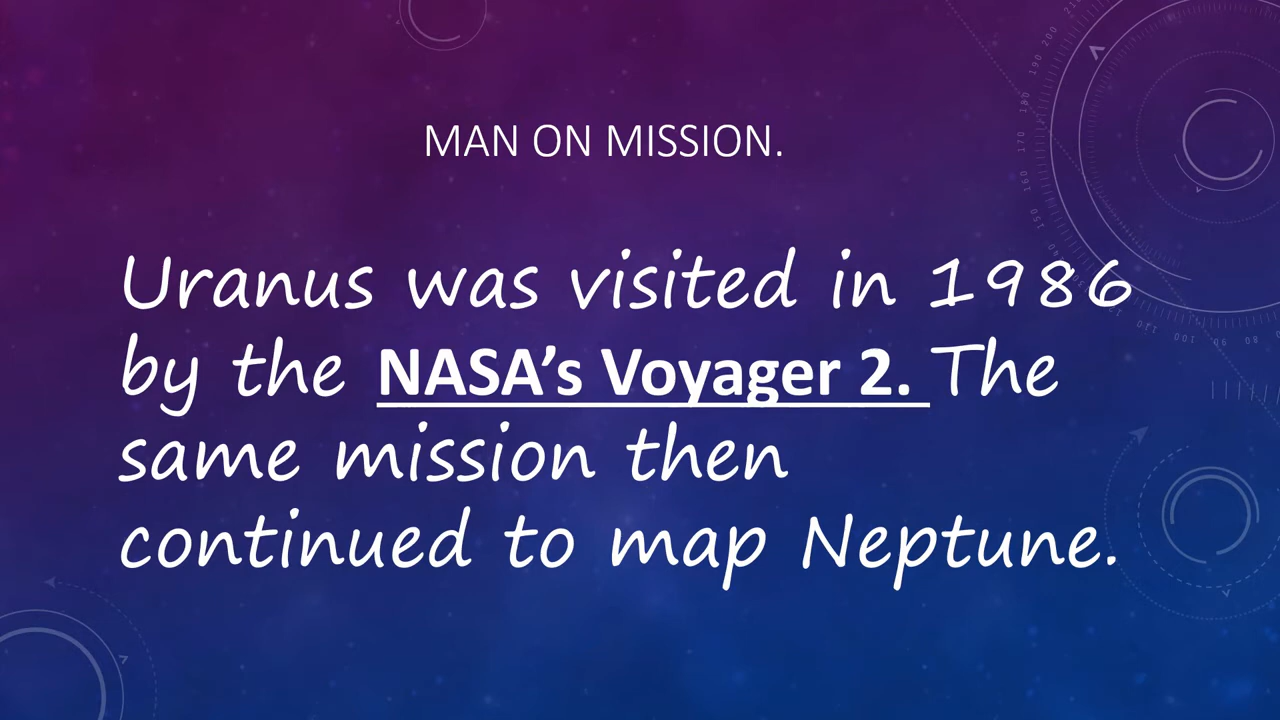 MAN ON MISSION.
Uranus was visited in 1986
by the NASA’s Voyager 2. The
same mission then
continued to map Neptune.